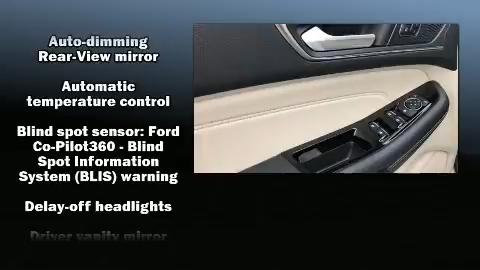 Auto-dimming
Rear-View mirror
Automatic
temperature control
Blind spot sensor: Ford
Co-Pilot360 - Blind
Spot Information
System (BLIS) warning
Delay-off headlights
Driver vanity mirror